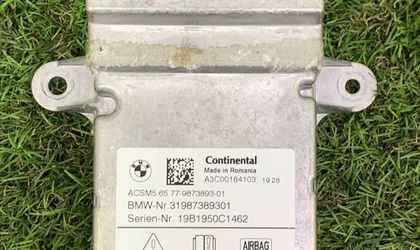 BMW
Continental
Made in Romania
A3C00184103 19 28
ACSM5 65.77-9873893-01
BMW-Nr.31987389301
Serien-Nr. 19B1950C1462
AIRBAG